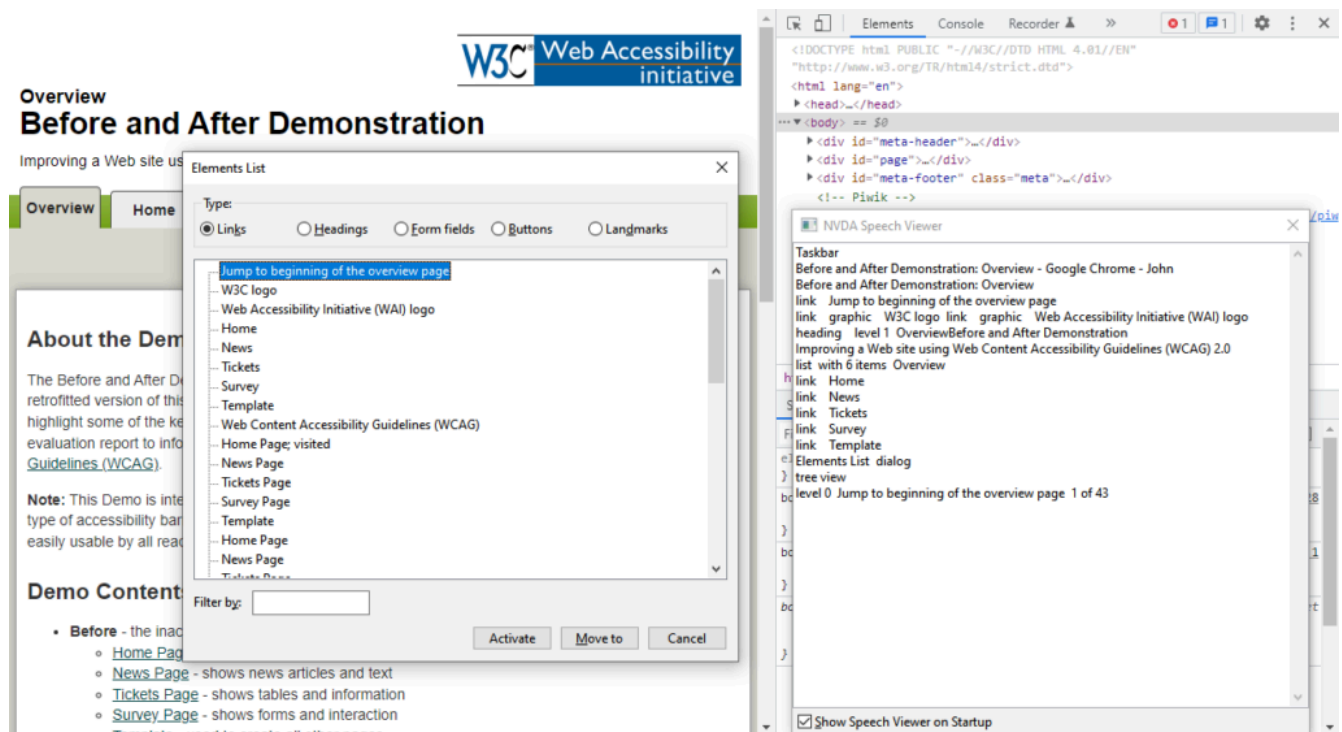 W3C® Web Accessibility
initiative
Overview
Before and After Demonstration
Improving a Web site us
Overview
Home
About the Dem
The Before and After De
retrofitted version of this
highlight some of the ke
evaluation report to info
Guidelines (WCAG).
Note: This Demo is inte
type of accessibility bar
easily usable by all read
Demo Content
Before - the inac
Home Pag
News Page - shows news articles and text
Tickets Page - shows tables and information
Survey Page - shows forms and interaction
Elements List
Type:
Links Headings Form fields Buttons Landmarks
Jump to beginning of the overview page
W3C logo
Web Accessibility Initiative (WAI) logo
Home
News
Tickets
Survey
Template
Web Content Accessibility Guidelines (WCAG)
Home Page; visited
News Page
Tickets Page
Survey Page
Template
Home Page
News Page
Filter by:
Activate Move to Cancel
Elements Console Recorder » 1 1
<!DOCTYPE html PUBLIC "-//W3C//DTD HTML 4.01//EN"
"http://www.w3.org/TR/html4/strict.dtd">
<html lang="en">
<head>…</head>
<body> == $0
<div id="meta-header">…</div>
<div id="page">…</div>
<div id="meta-footer" class="meta">…</div>
<!-- Piwik -->
/piw
NVDA Speech Viewer
Taskbar
Before and After Demonstration: Overview - Google Chrome - John
Before and After Demonstration: Overview
link Jump to beginning of the overview page
link graphic W3C logo link graphic Web Accessibility Initiative (WAI) logo
heading level 1 OverviewBefore and After Demonstration
Improving a Web site using Web Content Accessibility Guidelines (WCAG) 2.0
list with 6 items Overview
link Home
link News
link Tickets
link Survey
link Template
Elements List dialog
tree view
level 0 Jump to beginning of the overview page 1 of 43
Show Speech Viewer on Startup